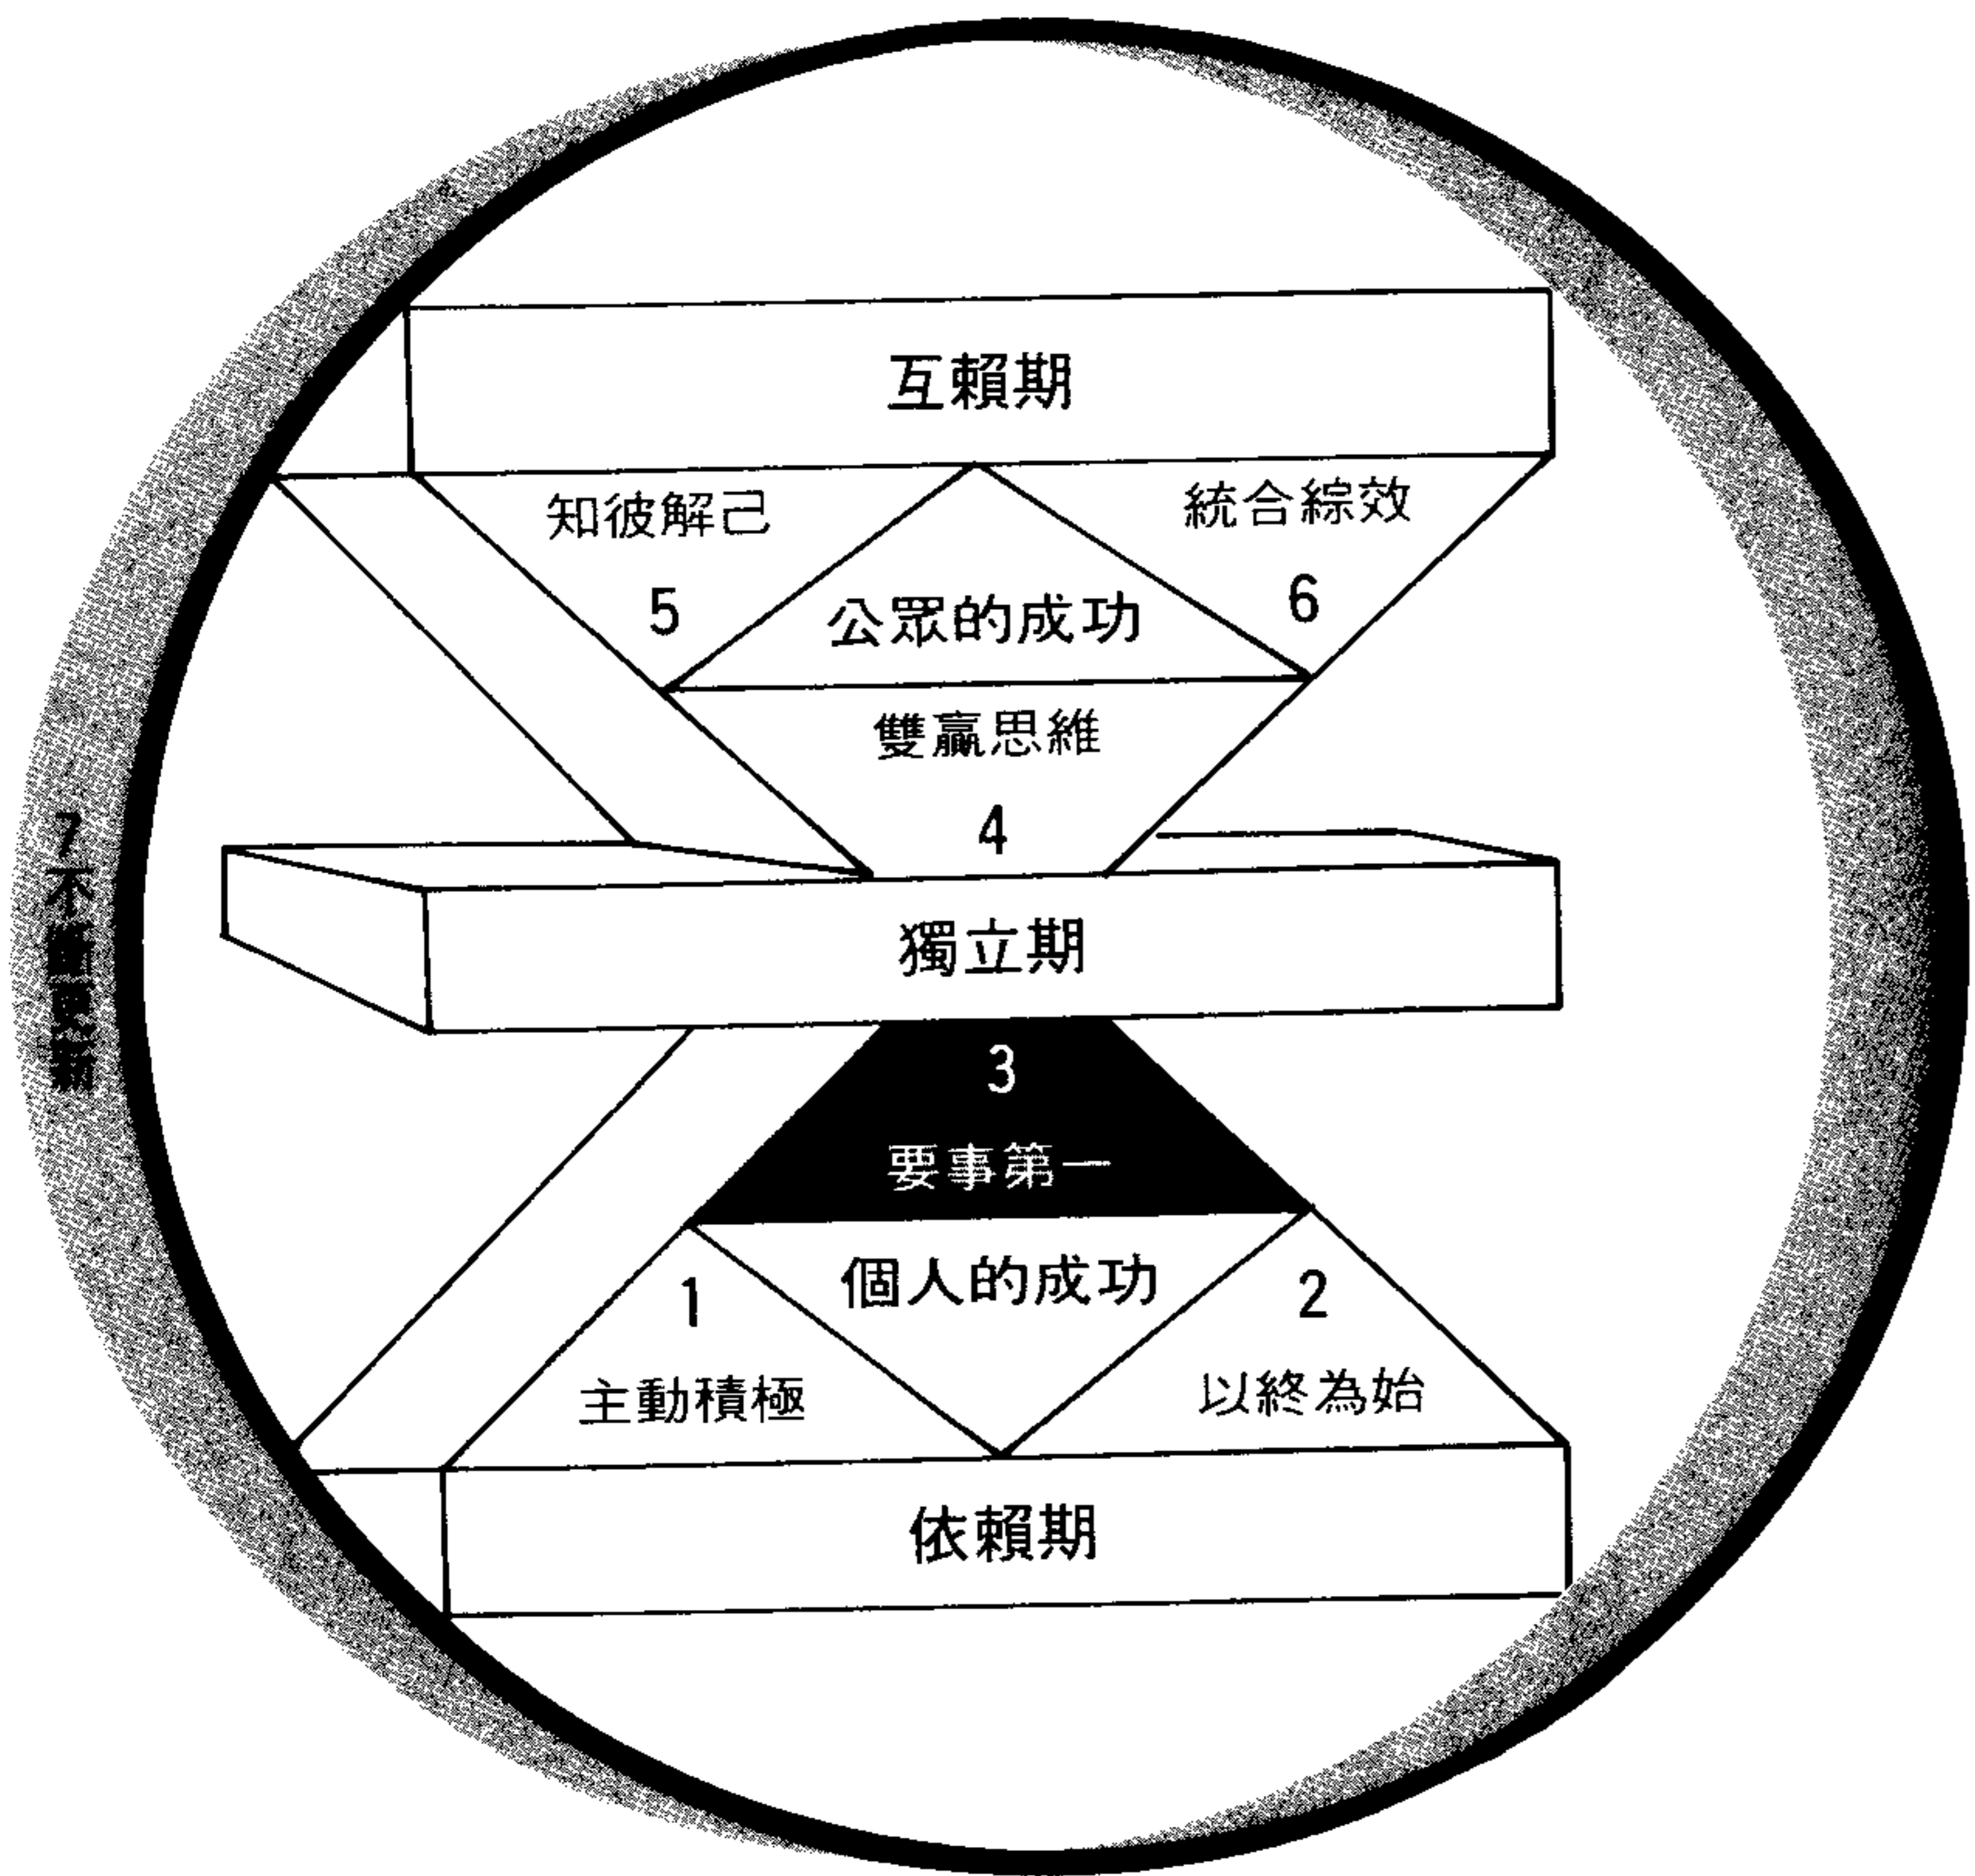 互賴期
知彼解己
5
統合綜效
6
公眾的成功
雙贏思維
4
7不斷更新
獨立期
3
要事第一
個人的成功
1
主動積極
2
以終為始
依賴期